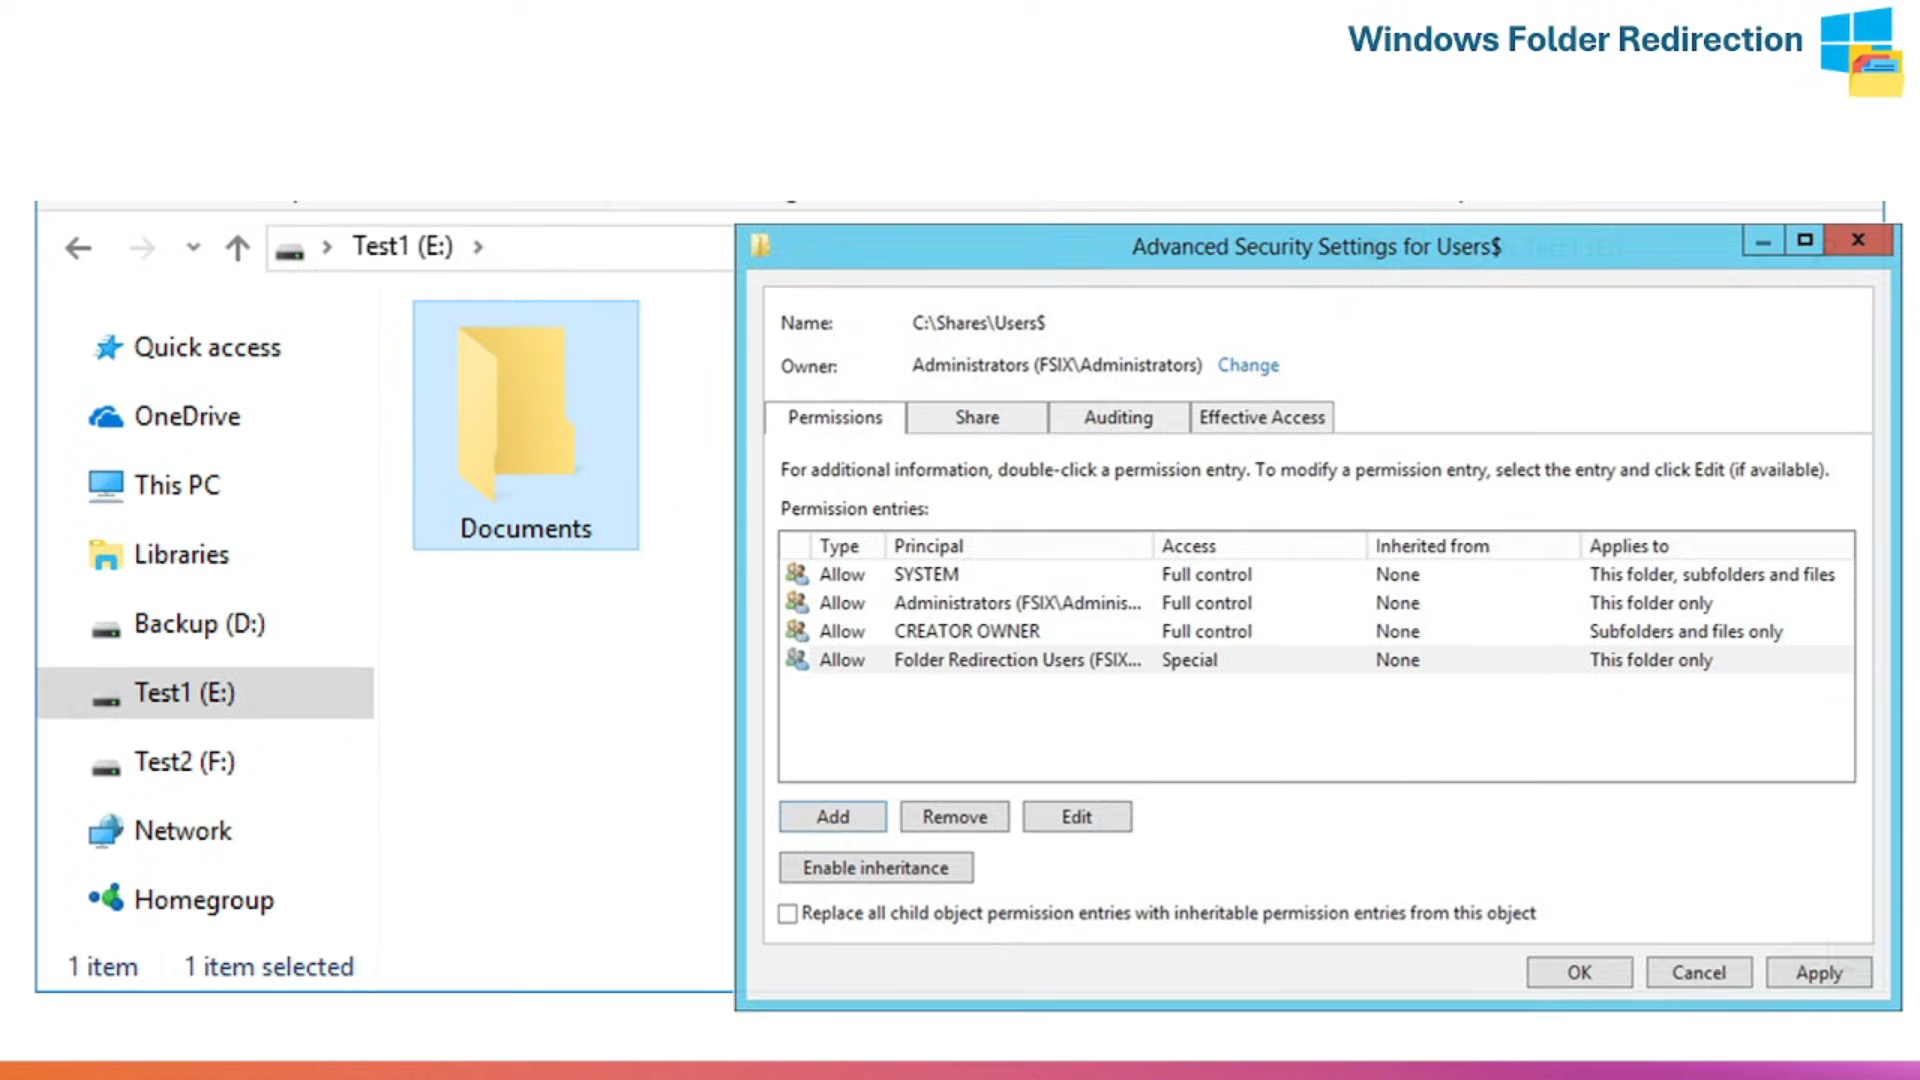 Windows Folder Redirection
Test1 (E:)
Quick access
OneDrive
This PC
Libraries
Backup (D:)
Test1 (E:)
Test2 (F:)
Network
Homegroup
1 item 1 item selected
Documents
Advanced Security Settings for Users$
Name: C:\Shares\Users$
Owner: Administrators (FSIX\Administrators) Change
Permissions Share Auditing Effective Access
For additional information, double-click a permission entry. To modify a permission entry, select the entry and click Edit (if available).
Permission entries:
Type Principal Access Inherited from Applies to
Allow SYSTEM Full control None This folder, subfolders and files
Allow Administrators (FSIX\Adminis... Full control None This folder only
Allow CREATOR OWNER Full control None Subfolders and files only
Allow Folder Redirection Users (FSIX... Special None This folder only
Add Remove Edit
Enable inheritance
Replace all child object permission entries with inheritable permission entries from this object
OK Cancel Apply